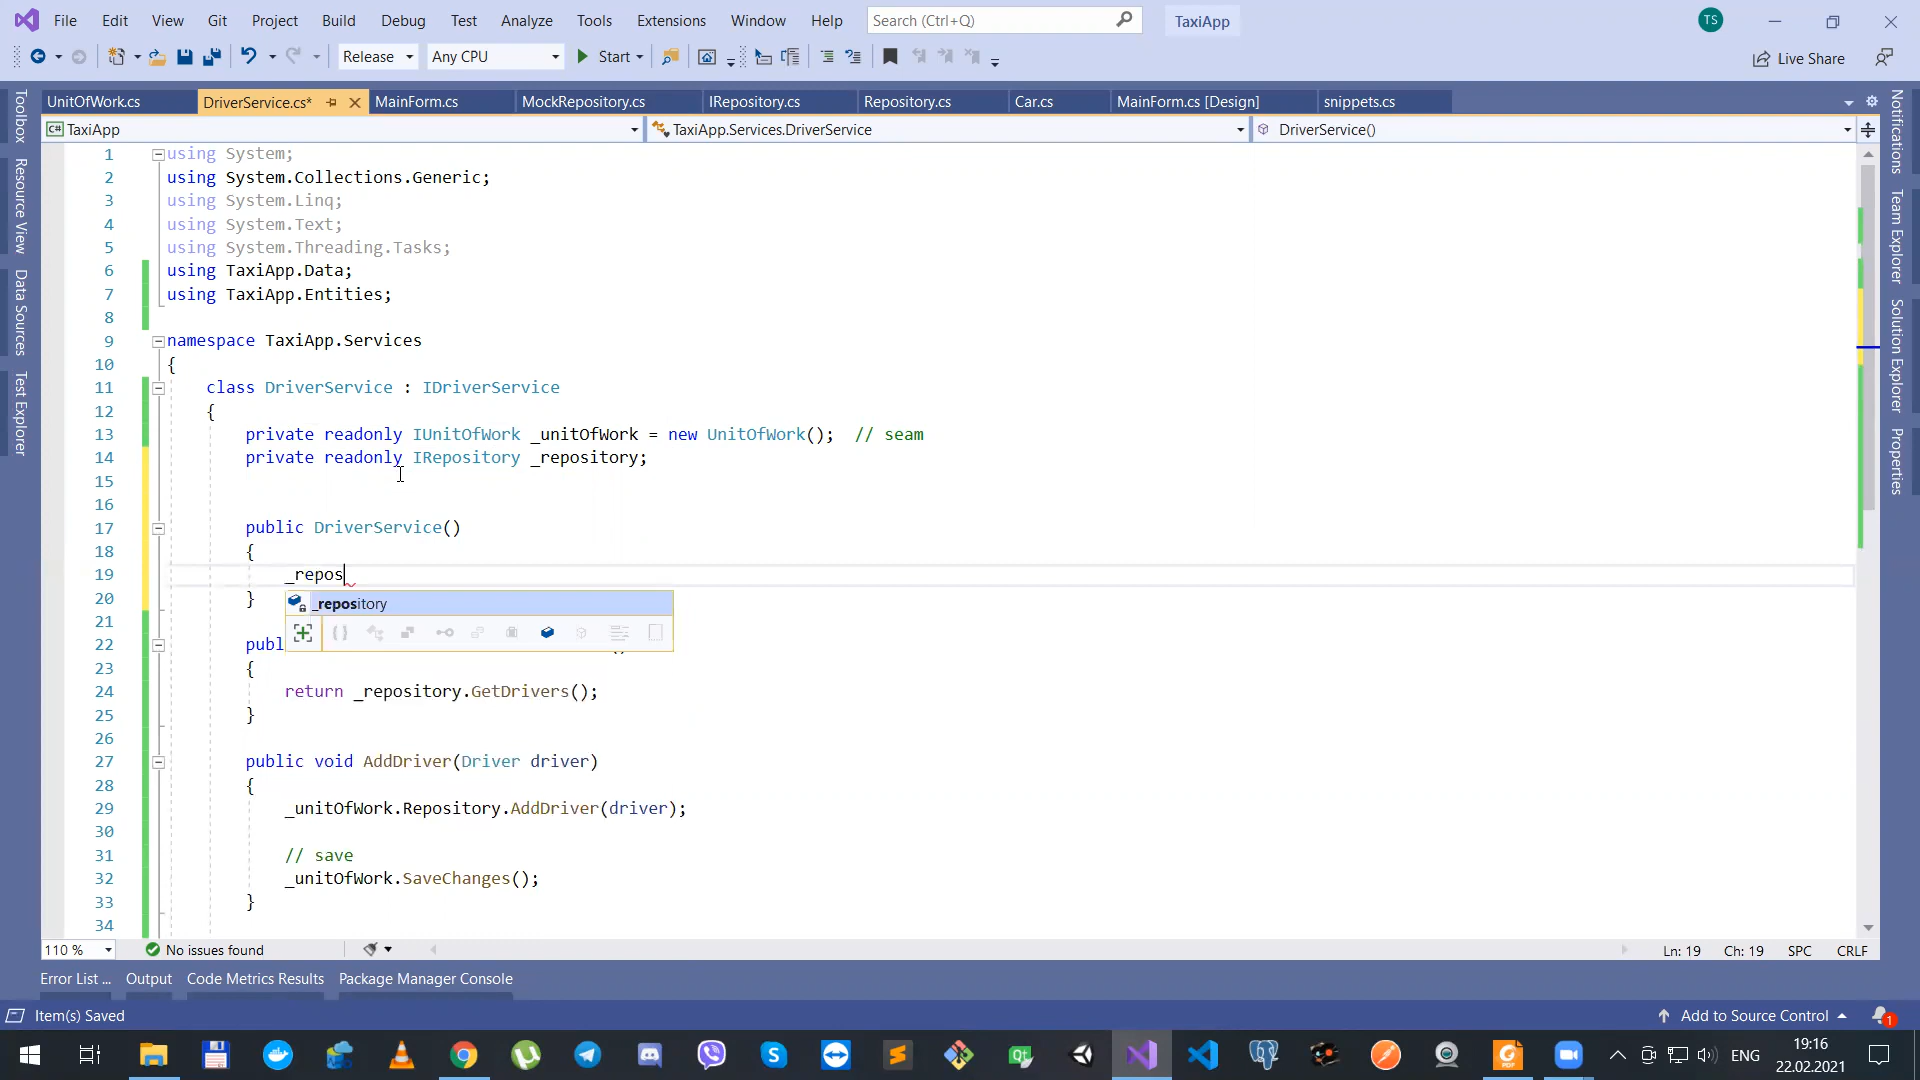 File Edit View Git Project Build Debug Test Analyze Tools Extensions Window Help Search (Ctrl+Q) TaxiApp TS
Release Any CPU Start Live Share
UnitOfWork.cs DriverService.cs* MainForm.cs MockRepository.cs IRepository.cs Repository.cs Car.cs MainForm.cs [Design] snippets.cs
C# TaxiApp TaxiApp.Services.DriverService DriverService()
Toolbox
Resource View
Data Sources
Test Explorer
1 using System;
2 using System.Collections.Generic;
3 using System.Linq;
4 using System.Text;
5 using System.Threading.Tasks;
6 using TaxiApp.Data;
7 using TaxiApp.Entities;
8
9 namespace TaxiApp.Services
10 {
11 class DriverService : IDriverService
12 {
13 private readonly IUnitOfWork _unitOfWork = new UnitOfWork(); // seam
14 private readonly IRepository _repository;
15
16
17 public DriverService()
18 {
19 _repos
20 }
_repository
21
22 publ
23 {
24 return _repository.GetDrivers();
25 }
26
27 public void AddDriver(Driver driver)
28 {
29 _unitOfWork.Repository.AddDriver(driver);
30
31 // save
32 _unitOfWork.SaveChanges();
33 }
34
Notifications
Team Explorer
Solution Explorer
Properties
110 % No issues found Ln: 19 Ch: 19 SPC CRLF
Error List ... Output Code Metrics Results Package Manager Console
Item(s) Saved Add to Source Control 1
ENG 19:16
22.02.2021